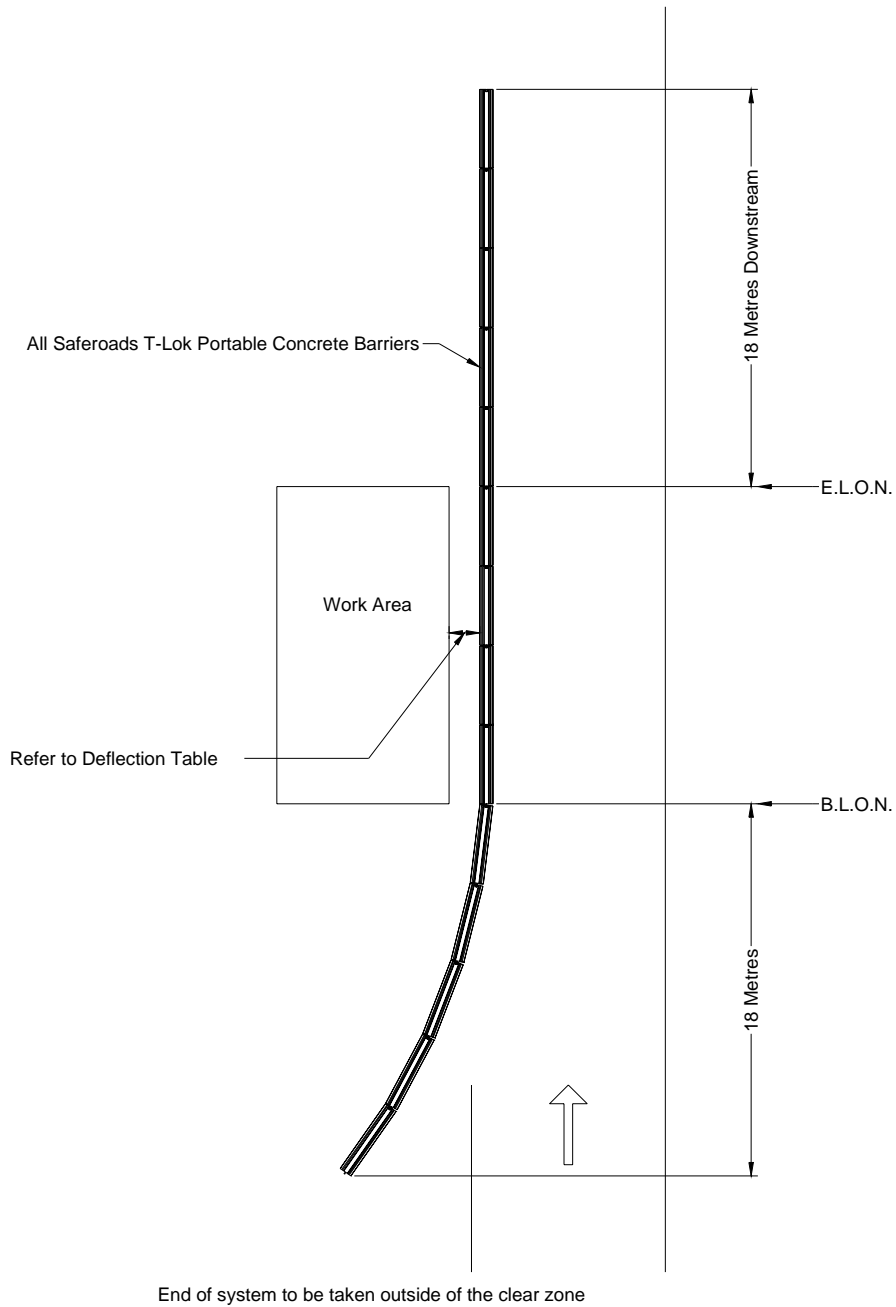 18 Metres Downstream
All Saferoads T-Lok Portable Concrete Barriers
E.L.O.N.
Work Area
Refer to Deflection Table
B.L.O.N.
18 Metres
End of system to be taken outside of the clear zone